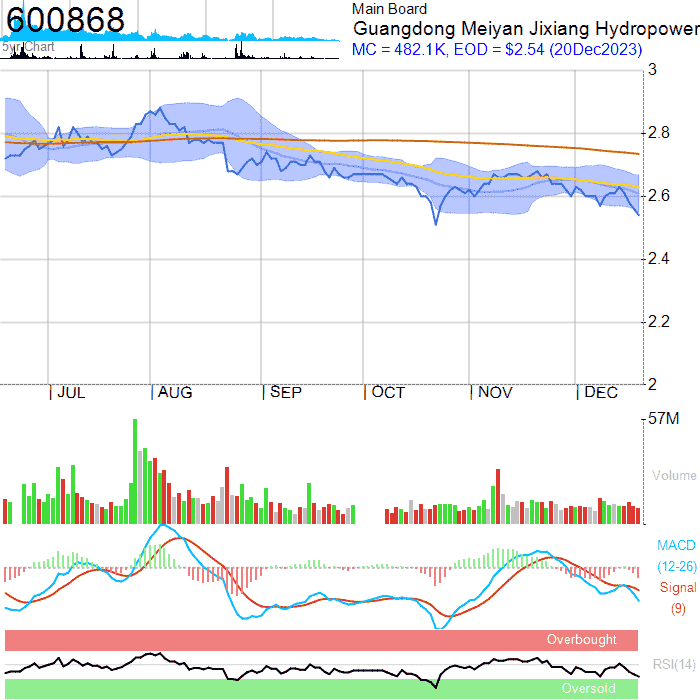 600868
5yr Chart
Main Board
Guangdong Meiyan Jixiang Hydropower
MC = 482.1K, EOD = $2.54 (20Dec2023)
3
2.8
2.6
2.4
2.2
2
JUL
AUG
SEP
OCT
NOV
DEC
57M
Volume
MACD
(12-26)
Signal
(9)
Overbought
RSI(14)
Oversold